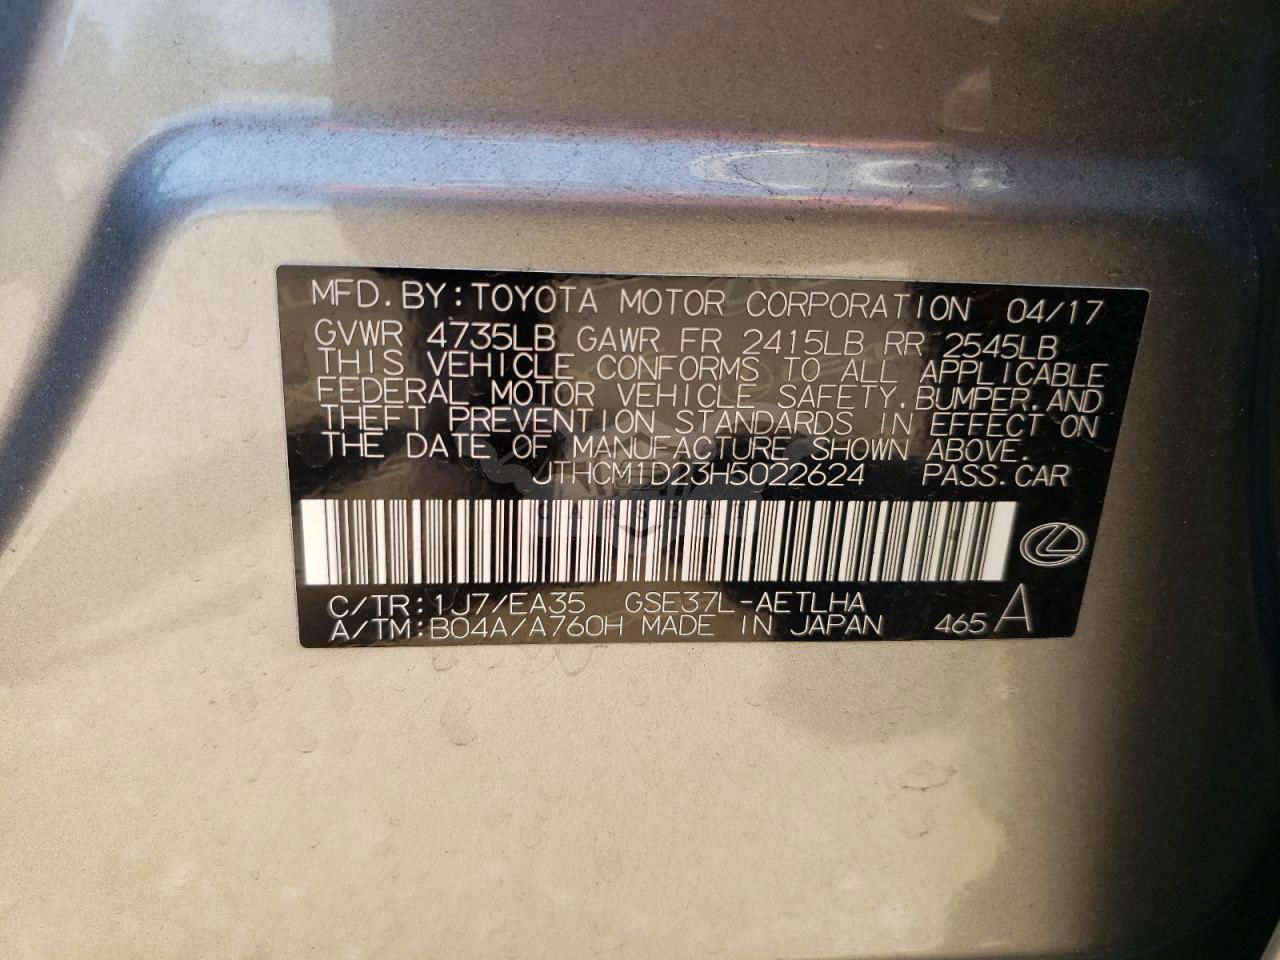 MFD. BY: TOYOTA MOTOR CORPORATION 04/17
GVWR 4735LB GAWR FR 2415LB RR 2545LB
THIS VEHICLE CONFORMS TO ALL APPLICABLE
FEDERAL MOTOR VEHICLE SAFETY, BUMPER, AND
THEFT PREVENTION STANDARDS IN EFFECT ON
THE DATE OF MANUFACTURE SHOWN ABOVE.
JTHCM1D23H5022624 PASS. CAR
CARSBAR
C/TR: 1J7/EA35 GSE37L-AETLHA
A/TM: B04A/A760H MADE IN JAPAN 465 A